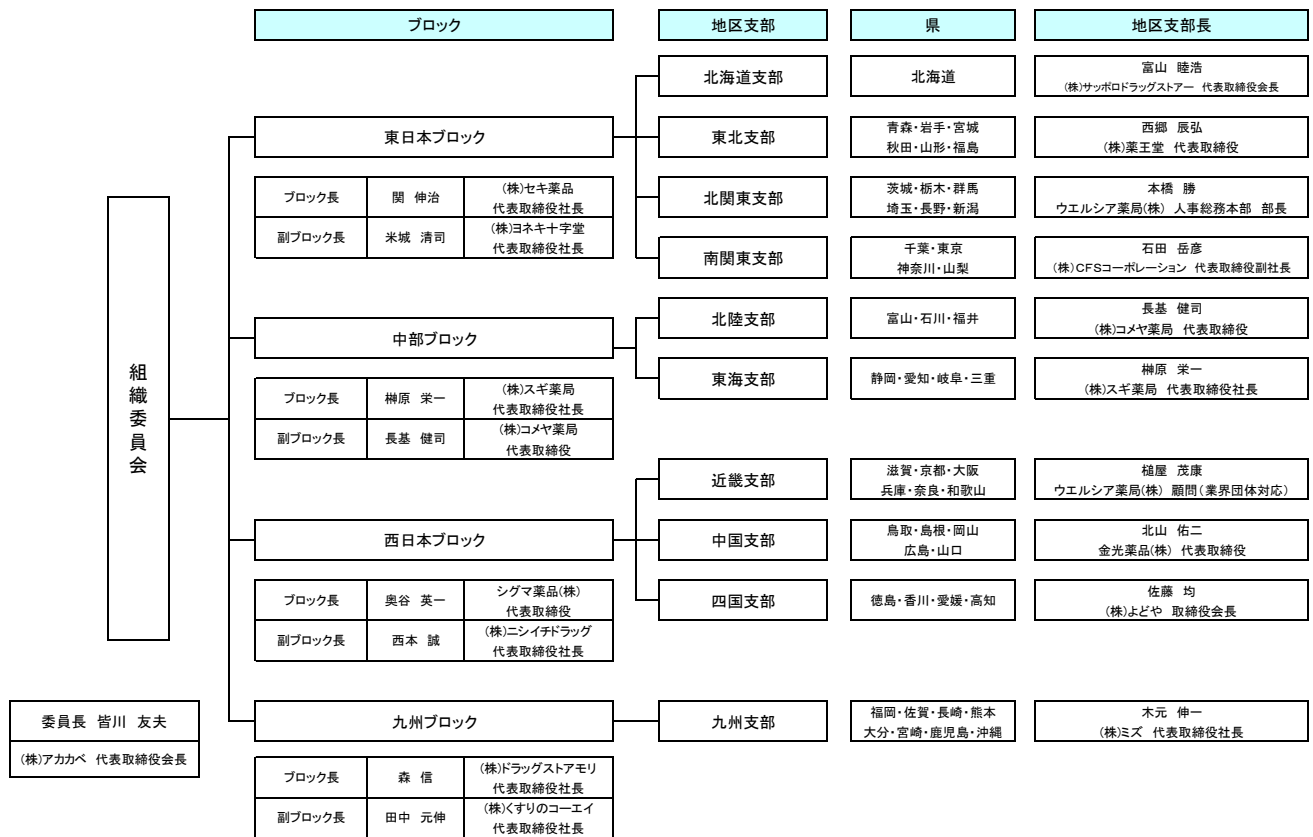 ブロック
地区支部
県
地区支部長
組織委員会
委員長 皆川 友夫
(株)アカカベ 代表取締役会長
東日本ブロック
ブロック長
関 伸治
(株)セキ薬品
代表取締役社長
副ブロック長
米城 清司
(株)ヨネキ十字堂
代表取締役社長
北海道支部
北海道
富山 睦浩
(株)サッポロドラッグストアー 代表取締役会長
東北支部
青森・岩手・宮城
秋田・山形・福島
西郷 辰弘
(株)薬王堂 代表取締役
北関東支部
茨城・栃木・群馬
埼玉・長野・新潟
本橋 勝
ウエルシア薬局(株) 人事総務本部 部長
南関東支部
千葉・東京
神奈川・山梨
石田 岳彦
(株)CFSコーポレーション 代表取締役副社長
中部ブロック
ブロック長
榊原 栄一
(株)スギ薬局
代表取締役社長
副ブロック長
長基 健司
(株)コメヤ薬局
代表取締役
北陸支部
富山・石川・福井
長基 健司
(株)コメヤ薬局 代表取締役
東海支部
静岡・愛知・岐阜・三重
榊原 栄一
(株)スギ薬局 代表取締役社長
西日本ブロック
ブロック長
奥谷 英一
シグマ薬品(株)
代表取締役
副ブロック長
西本 誠
(株)ニシイチドラッグ
代表取締役社長
近畿支部
滋賀・京都・大阪
兵庫・奈良・和歌山
槌屋 茂康
ウエルシア薬局(株) 顧問(業界団体対応)
中国支部
鳥取・島根・岡山
広島・山口
北山 佑二
金光薬品(株) 代表取締役
四国支部
徳島・香川・愛媛・高知
佐藤 均
(株)よどや 取締役会長
九州ブロック
ブロック長
森 信
(株)ドラッグストアモリ
代表取締役社長
副ブロック長
田中 元伸
(株)くすりのコーエイ
代表取締役社長
九州支部
福岡・佐賀・長崎・熊本
大分・宮崎・鹿児島・沖縄
木元 伸一
(株)ミズ 代表取締役社長